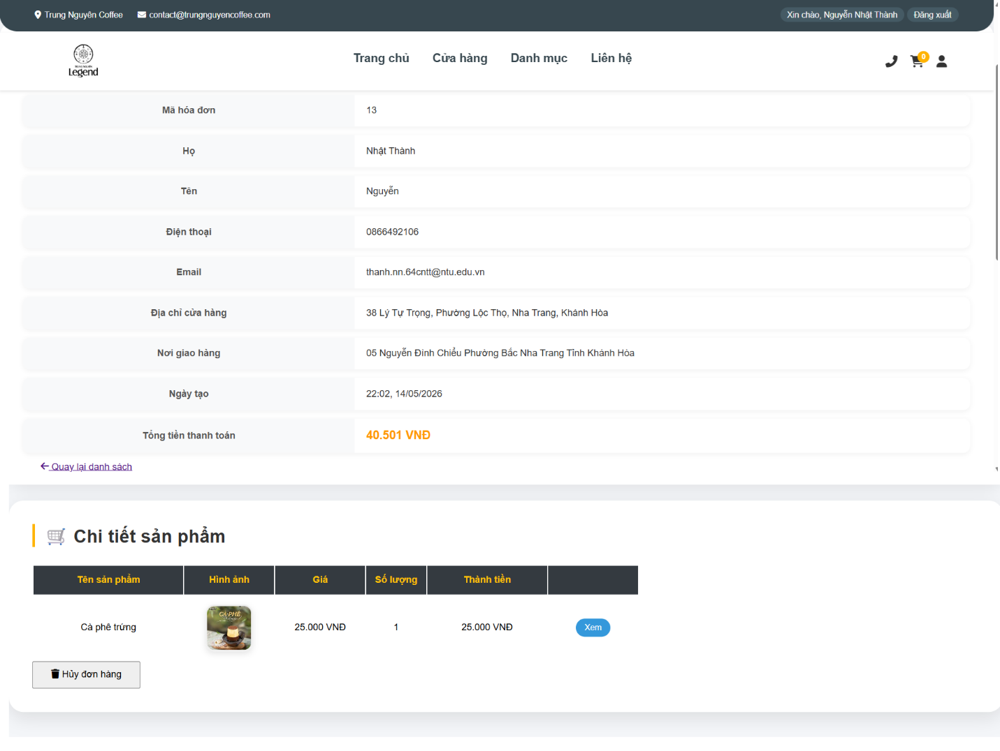 Trung Nguyên Coffee contact@trungnguyencoffee.com Xin chào, Nguyễn Nhật Thành Đăng xuất
Legend
Trang chủ Cửa hàng Danh mục Liên hệ
0
Mã hóa đơn 13
Họ Nhật Thành
Tên Nguyễn
Điện thoại 0866492106
Email thanh.nn.64cntt@ntu.edu.vn
Địa chỉ cửa hàng 38 Lý Tự Trọng, Phường Lộc Thọ, Nha Trang, Khánh Hòa
Nơi giao hàng 05 Nguyễn Đình Chiểu Phường Bắc Nha Trang Tỉnh Khánh Hòa
Ngày tạo 22:02, 14/05/2026
Tổng tiền thanh toán 40.501 VNĐ
Quay lại danh sách
Chi tiết sản phẩm
Tên sản phẩm Hình ảnh Giá Số lượng Thành tiền
Cà phê trứng 25.000 VNĐ 1 25.000 VNĐ Xem
CÀ-PHÊ
Hủy đơn hàng